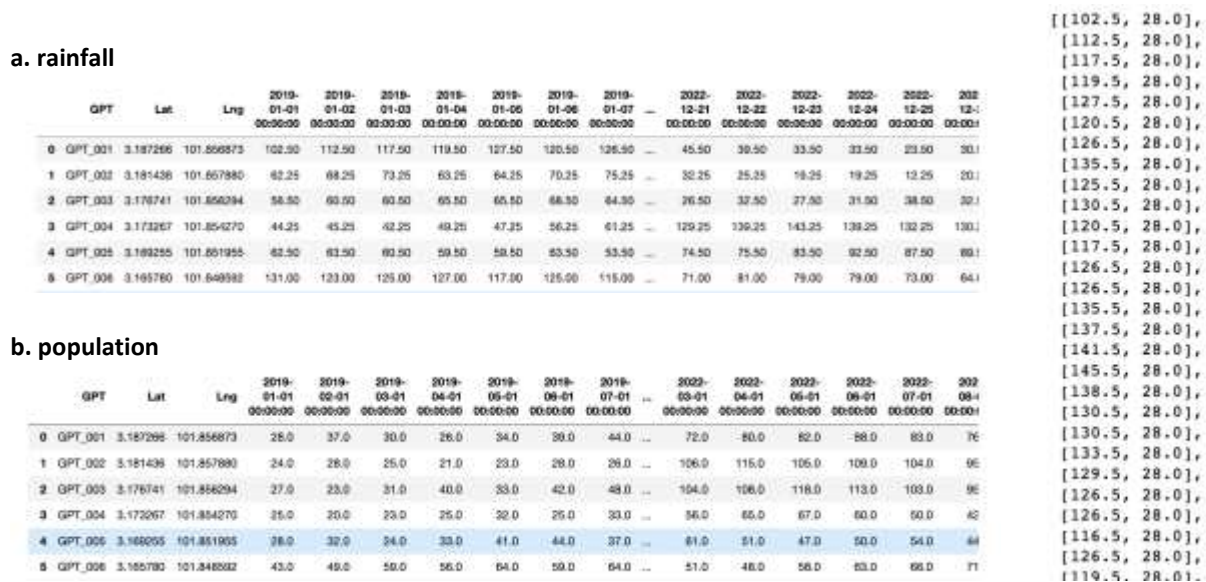 a. rainfall
GPT Lat Lng 2019-01-01 00:00:00 2019-01-02 00:00:00 2019-01-03 00:00:00 2019-01-04 00:00:00 2019-01-05 00:00:00 2019-01-06 00:00:00 2019-01-07 00:00:00 ... 2022-12-21 00:00:00 2022-12-22 00:00:00 2022-12-23 00:00:00 2022-12-24 00:00:00 2022-12-25 00:00:00
0 GPT_001 3.187266 101.856873 102.50 112.50 117.50 119.50 127.50 120.50 126.50 ... 45.50 39.50 33.50 33.50 23.50
1 GPT_002 3.181436 101.857880 62.25 68.25 73.25 63.25 64.25 70.25 75.25 ... 32.25 25.25 19.25 12.25
2 GPT_003 3.176741 101.856294 58.50 60.50 60.50 65.50 65.50 68.50 64.50 ... 26.50 32.50 27.50 31.50 38.50
3 GPT_004 3.173267 101.854270 44.25 45.25 42.25 49.25 47.25 56.25 61.25 ... 129.25 139.25 143.25 139.25 132.25
4 GPT_005 3.169255 101.851955 62.50 63.50 60.50 59.50 59.50 63.50 53.50 ... 74.50 75.50 83.50 92.50 87.50
5 GPT_006 3.165780 101.848592 131.00 123.00 125.00 127.00 117.00 125.00 115.00 ... 71.00 81.00 79.00 79.00 73.00
b. population
GPT Lat Lng 2019-01-01 00:00:00 2019-02-01 00:00:00 2019-03-01 00:00:00 2019-04-01 00:00:00 2019-05-01 00:00:00 2019-06-01 00:00:00 2019-07-01 00:00:00 ... 2022-03-01 00:00:00 2022-04-01 00:00:00 2022-05-01 00:00:00 2022-06-01 00:00:00 2022-07-01 00:00:00
0 GPT_001 3.187266 101.856873 28.0 37.0 30.0 26.0 34.0 39.0 44.0 ... 72.0 80.0 82.0 88.0 83.0
1 GPT_002 3.181436 101.857880 24.0 28.0 25.0 21.0 23.0 28.0 26.0 ... 106.0 115.0 105.0 109.0 104.0
2 GPT_003 3.176741 101.856294 27.0 23.0 31.0 40.0 33.0 42.0 48.0 ... 104.0 106.0 116.0 113.0 103.0
3 GPT_004 3.173267 101.854270 25.0 20.0 23.0 25.0 32.0 25.0 33.0 ... 56.0 65.0 67.0 60.0 50.0
4 GPT_005 3.169255 101.851955 28.0 32.0 24.0 33.0 41.0 44.0 37.0 ... 61.0 51.0 47.0 50.0 54.0
5 GPT_006 3.165780 101.848592 43.0 49.0 59.0 56.0 64.0 59.0 64.0 ... 51.0 46.0 56.0 63.0 66.0
[[102.5, 28.0],
[112.5, 28.0],
[117.5, 28.0],
[119.5, 28.0],
[127.5, 28.0],
[120.5, 28.0],
[126.5, 28.0],
[135.5, 28.0],
[125.5, 28.0],
[130.5, 28.0],
[120.5, 28.0],
[117.5, 28.0],
[126.5, 28.0],
[126.5, 28.0],
[135.5, 28.0],
[137.5, 28.0],
[141.5, 28.0],
[145.5, 28.0],
[138.5, 28.0],
[130.5, 28.0],
[130.5, 28.0],
[133.5, 28.0],
[129.5, 28.0],
[126.5, 28.0],
[126.5, 28.0],
[116.5, 28.0],
[126.5, 28.0],
[119.5, 28.0],